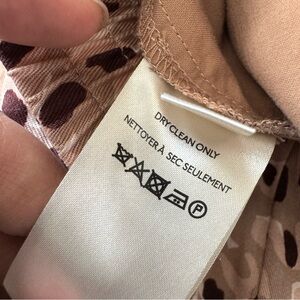 DRY CLEAN ONLY
NETTOYER À SEC SEULEMENT
P